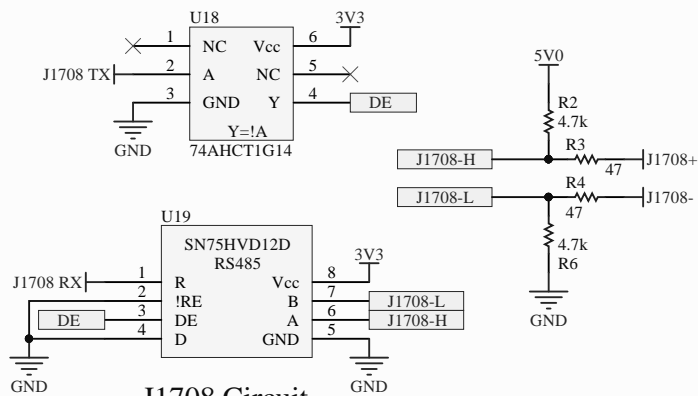 U18
3V3
1 NC Vcc 6
J1708 TX 2 A NC 5
3 GND Y 4 DE
GND Y=!A
74AHCT1G14
5V0
R2
4.7k
R3
J1708-H 47 J1708+
R4
J1708-L 47 J1708-
4.7k
R6
GND
U19
SN75HVD12D
RS485
3V3
J1708 RX 1 R Vcc 8
2 !RE B 7 J1708-L
DE 3 DE A 6 J1708-H
4 D GND 5
GND GND
J1708 Circuit